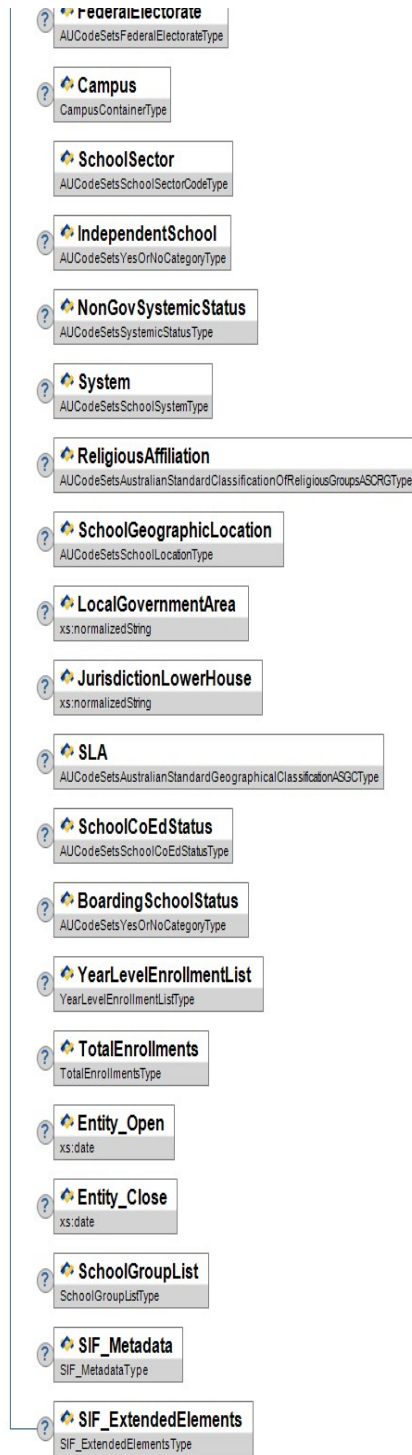 FederalElectorate
AUCodeSetsFederalElectorateType
? Campus
CampusContainerType
SchoolSector
AUCodeSetsSchoolSectorCodeType
? IndependentSchool
AUCodeSetsYesOrNoCategoryType
? NonGovSystemicStatus
AUCodeSetsSystemicStatusType
? System
AUCodeSetsSchoolSystemType
? ReligiousAffiliation
AUCodeSetsAustralianStandardClassificationOfReligiousGroupsASCRGType
? SchoolGeographicLocation
AUCodeSetsSchoolLocationType
? LocalGovernmentArea
xs:normalizedString
? JurisdictionLowerHouse
xs:normalizedString
? SLA
AUCodeSetsAustralianStandardGeographicalClassificationASGCType
? SchoolCoEdStatus
AUCodeSetsSchoolCoEdStatusType
? BoardingSchoolStatus
AUCodeSetsYesOrNoCategoryType
? YearLevelEnrollmentList
YearLevelEnrollmentListType
? TotalEnrollments
TotalEnrollmentsType
? Entity_Open
xs:date
? Entity_Close
xs:date
? SchoolGroupList
SchoolGroupListType
? SIF_Metadata
SIF_MetadataType
? SIF_ExtendedElements
SIF_ExtendedElementsType